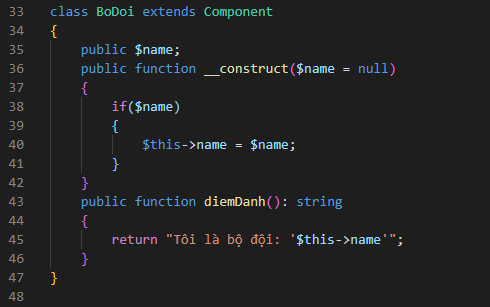 33 class BoDoi extends Component
34 {
35     public $name;
36     public function __construct($name = null)
37     {
38         if($name)
39         {
40             $this->name = $name;
41         }
42     }
43     public function diemDanh(): string
44     {
45         return "Tôi là bộ đội: '$this->name'";
46     }
47 }
48